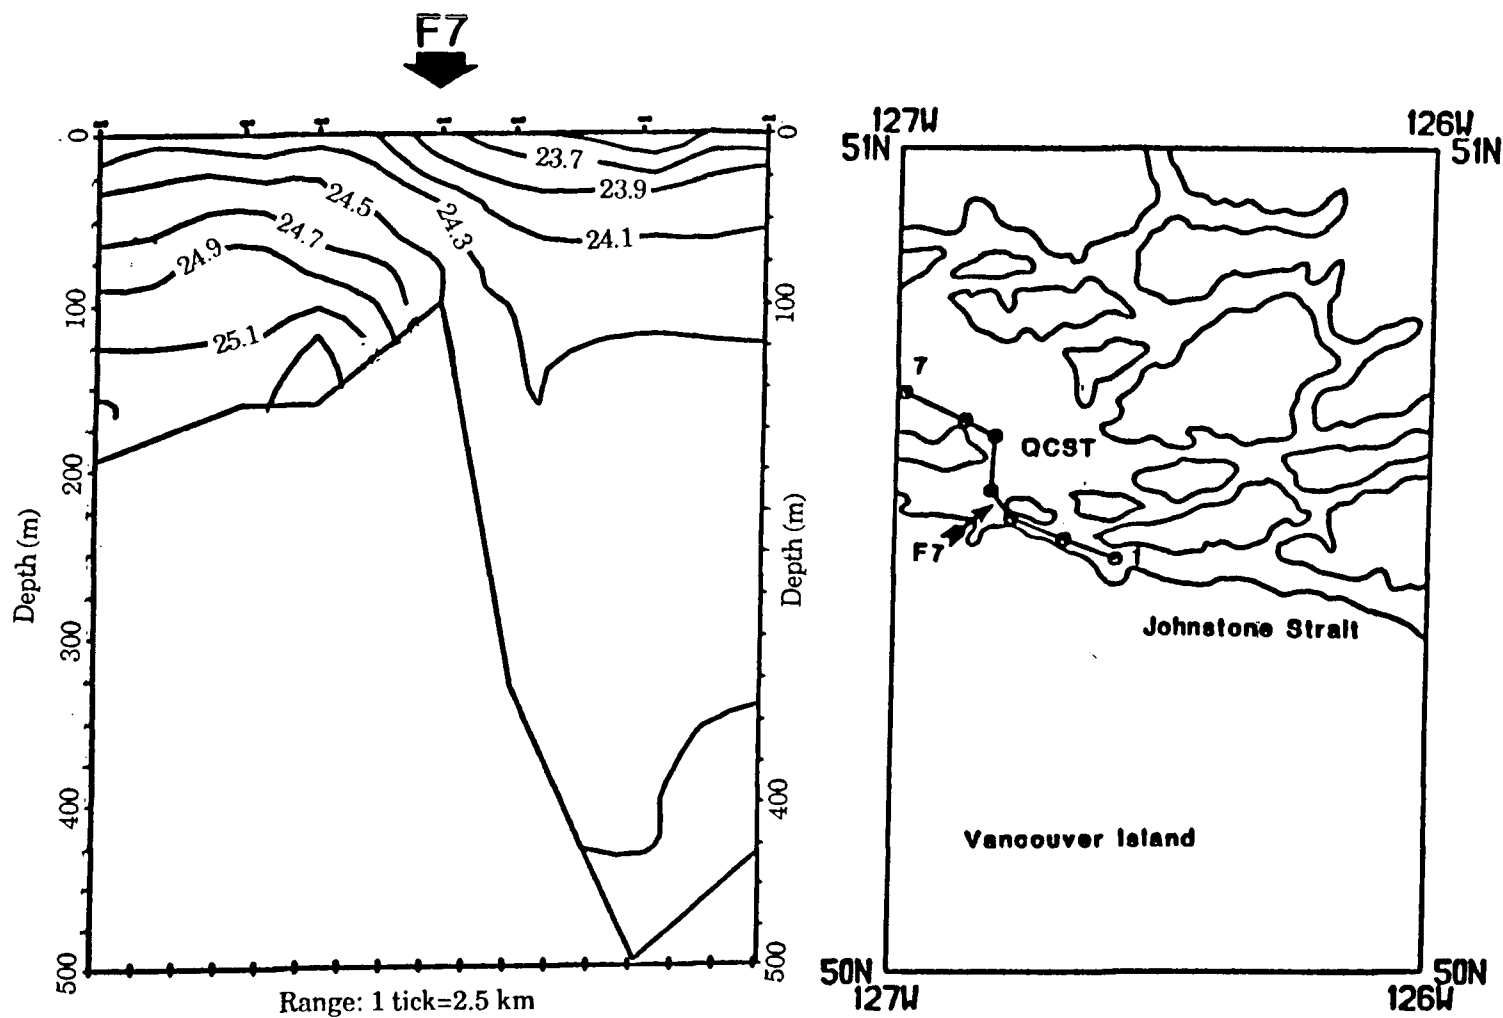 F7
0
100
200
300
400
500
Depth (m)
0
100
200
300
400
500
Depth (m)
23.7
23.9
24.1
24.3
24.5
24.7
24.9
25.1
Range: 1 tick=2.5 km
127W
126W
51N
51N
7
QCST
F7
1
Johnstone Strait
Vancouver Island
50N
50N
127W
126W